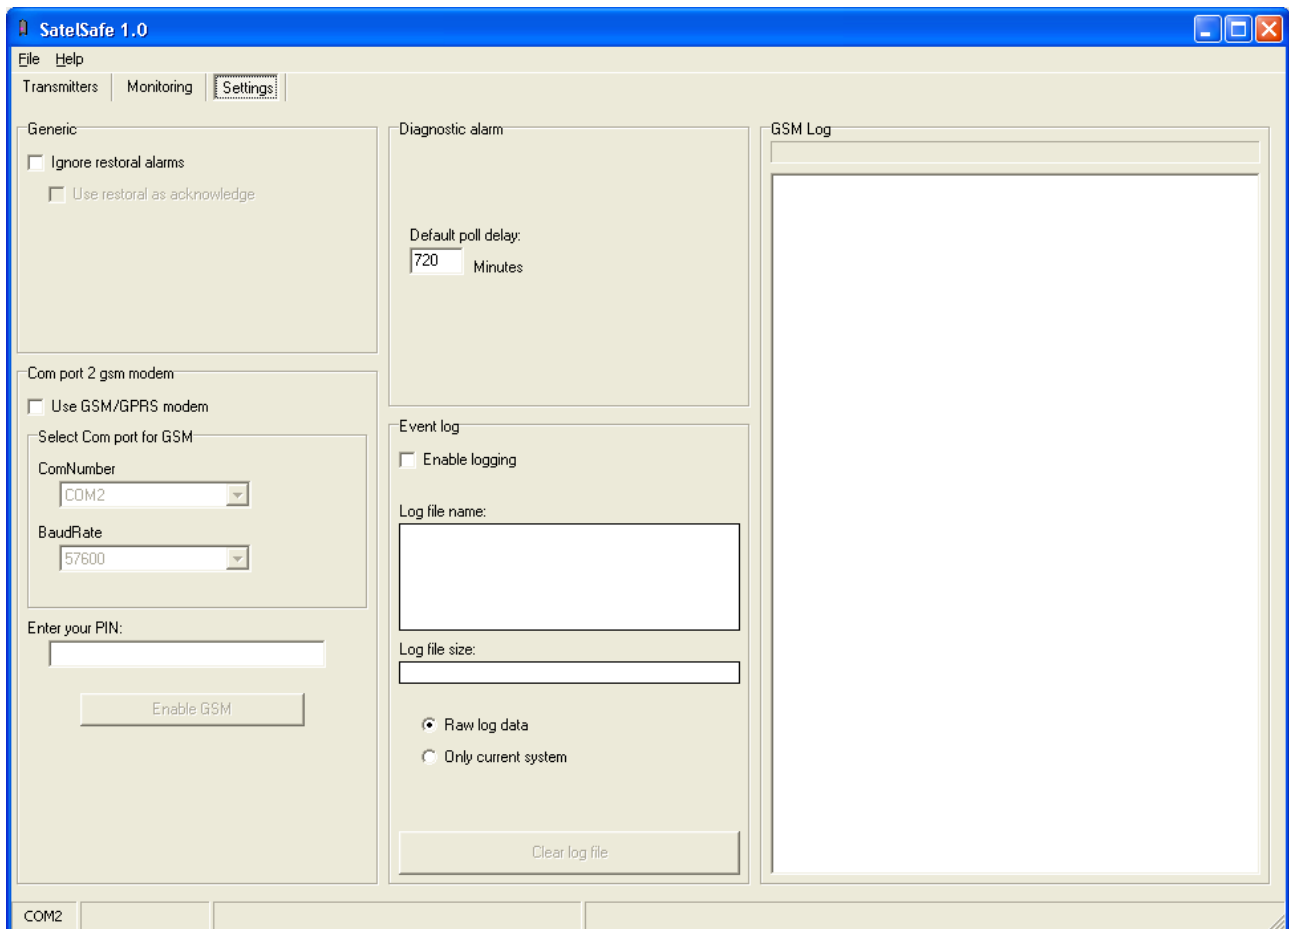 SatelSafe 1.0
File Help
Transmitters Monitoring Settings
Generic
Ignore restoral alarms
Use restoral as acknowledge
Com port 2 gsm modem
Use GSM/GPRS modem
Select Com port for GSM
ComNumber
COM2
BaudRate
57600
Enter your PIN:
Enable GSM
Diagnostic alarm
Default poll delay:
720 Minutes
Event log
Enable logging
Log file name:
Log file size:
Raw log data
Only current system
Clear log file
GSM Log
COM2